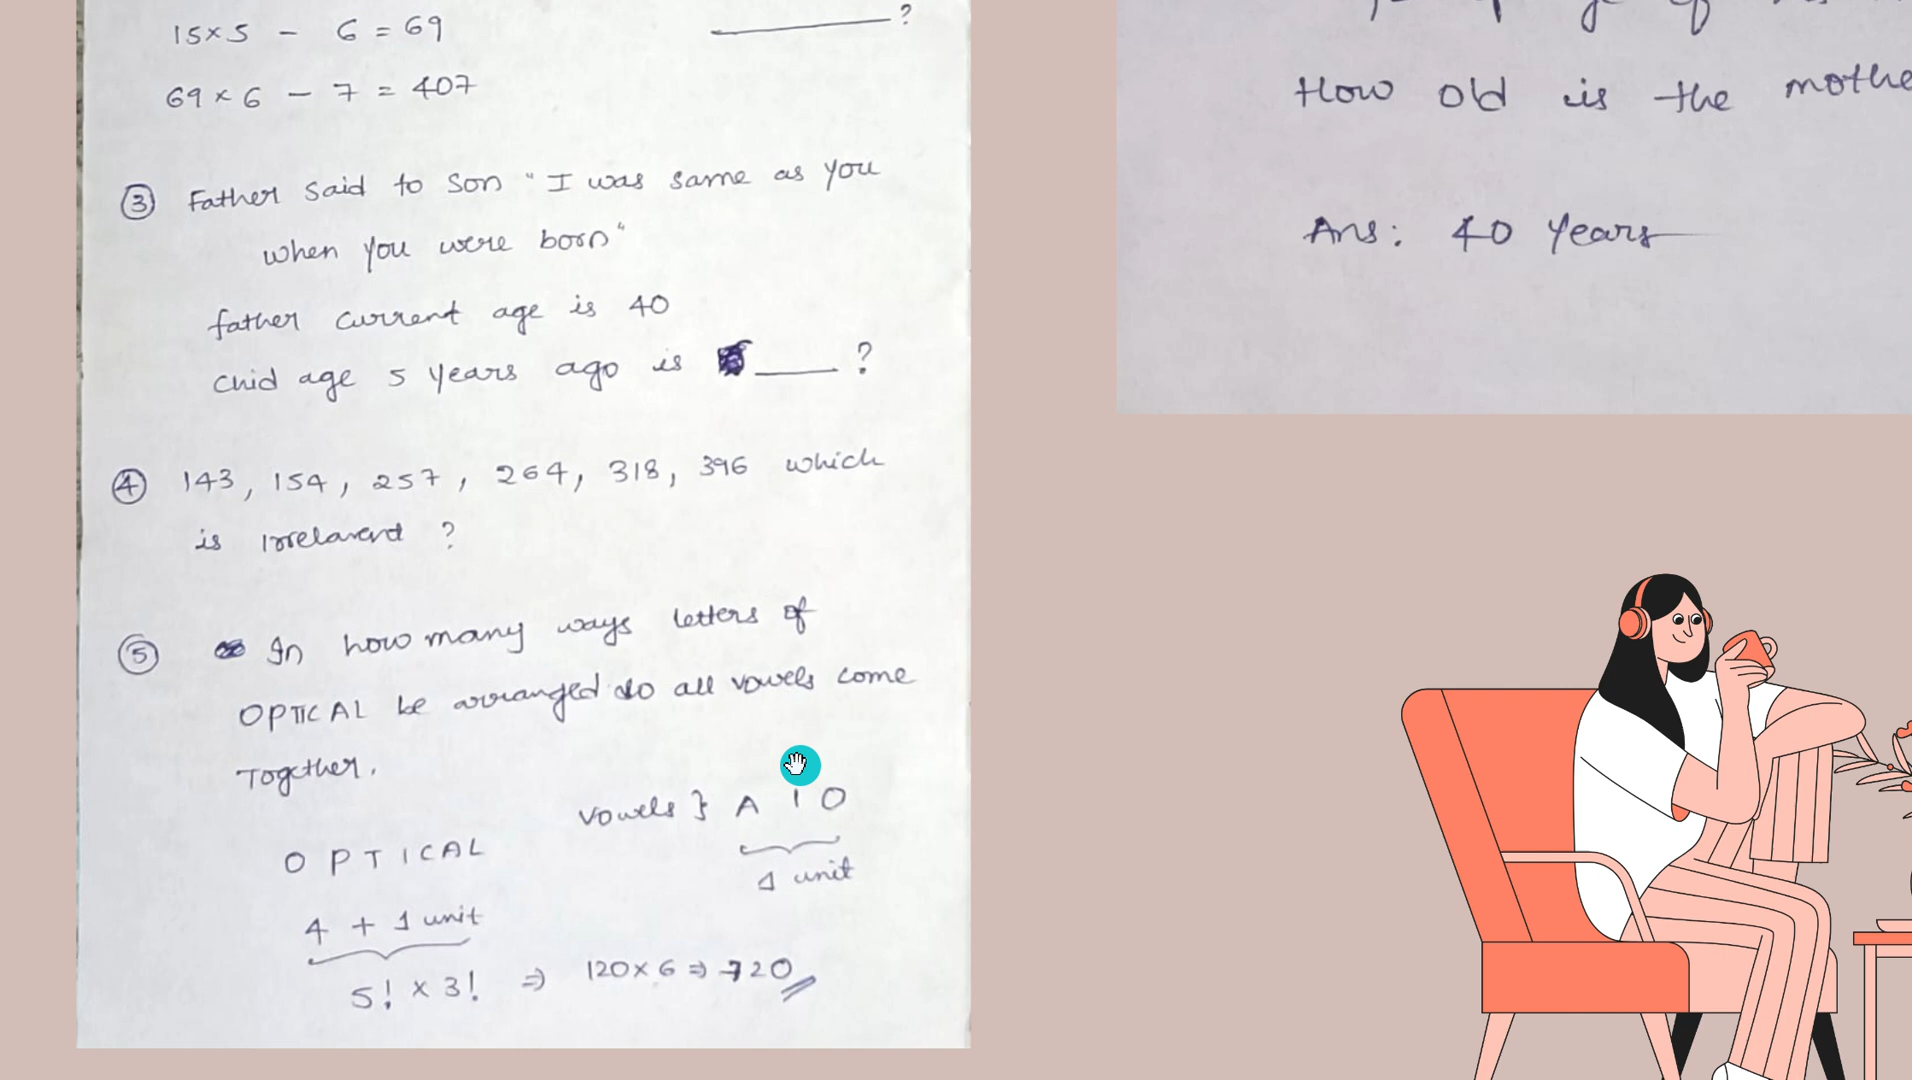 15x5 - 6 = 69
69 x 6 - 7 = 407
?
③ Father said to son "I was same as you
when you were born"
father current age is 40
chid age 5 years ago is ____ ?
④ 143, 154, 257, 264, 318, 396 which
is irrelavent ?
⑤ In how many ways letters of
OPTICAL be arranged so all vowels come
Together.
vowels } A I O
1 unit
O P T I C A L
4 + 1 unit
5! x 3! ⇒ 120 x 6 ⇒ 720
How old is the mothe
Ans: 40 years